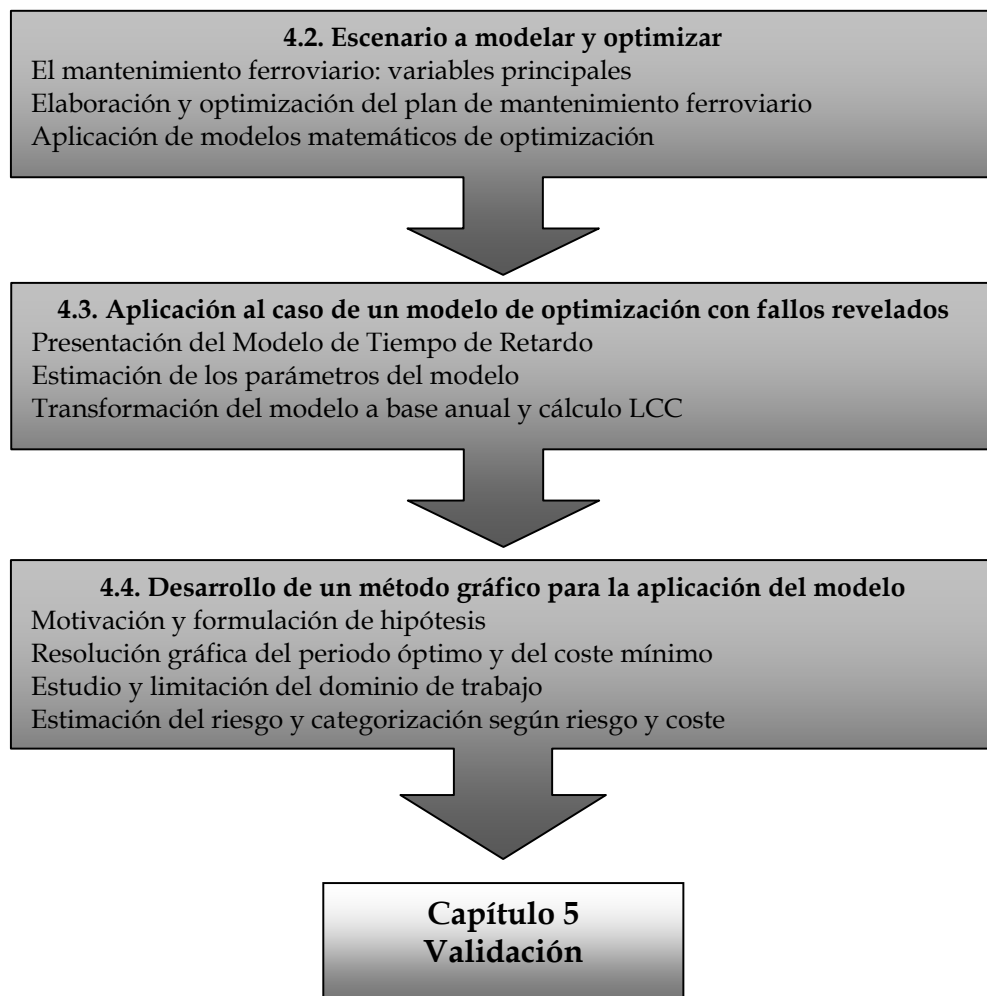 4.2. Escenario a modelar y optimizar
El mantenimiento ferroviario: variables principales
Elaboración y optimización del plan de mantenimiento ferroviario
Aplicación de modelos matemáticos de optimización
4.3. Aplicación al caso de un modelo de optimización con fallos revelados
Presentación del Modelo de Tiempo de Retardo
Estimación de los parámetros del modelo
Transformación del modelo a base anual y cálculo LCC
4.4. Desarrollo de un método gráfico para la aplicación del modelo
Motivación y formulación de hipótesis
Resolución gráfica del periodo óptimo y del coste mínimo
Estudio y limitación del dominio de trabajo
Estimación del riesgo y categorización según riesgo y coste
Capítulo 5
Validación